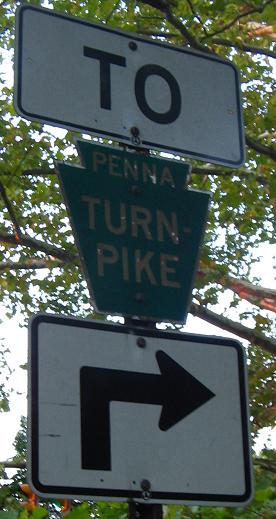 TO
PENNA
TURN-
PIKE